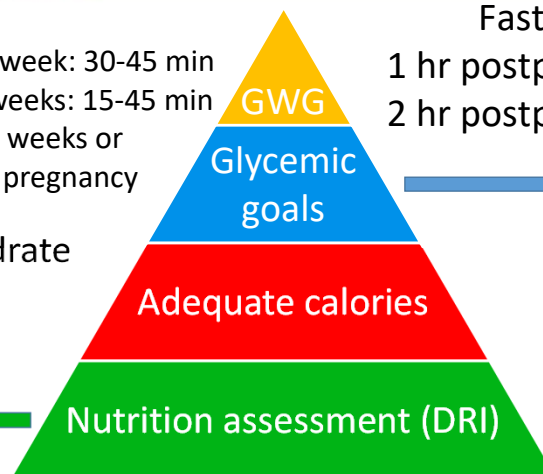 Fast
week: 30-45 min
1 hr postp
weeks: 15-45 min
2 hr postp
weeks or
pregnancy
drate
GWG
Glycemic
goals
Adequate calories
Nutrition assessment (DRI)